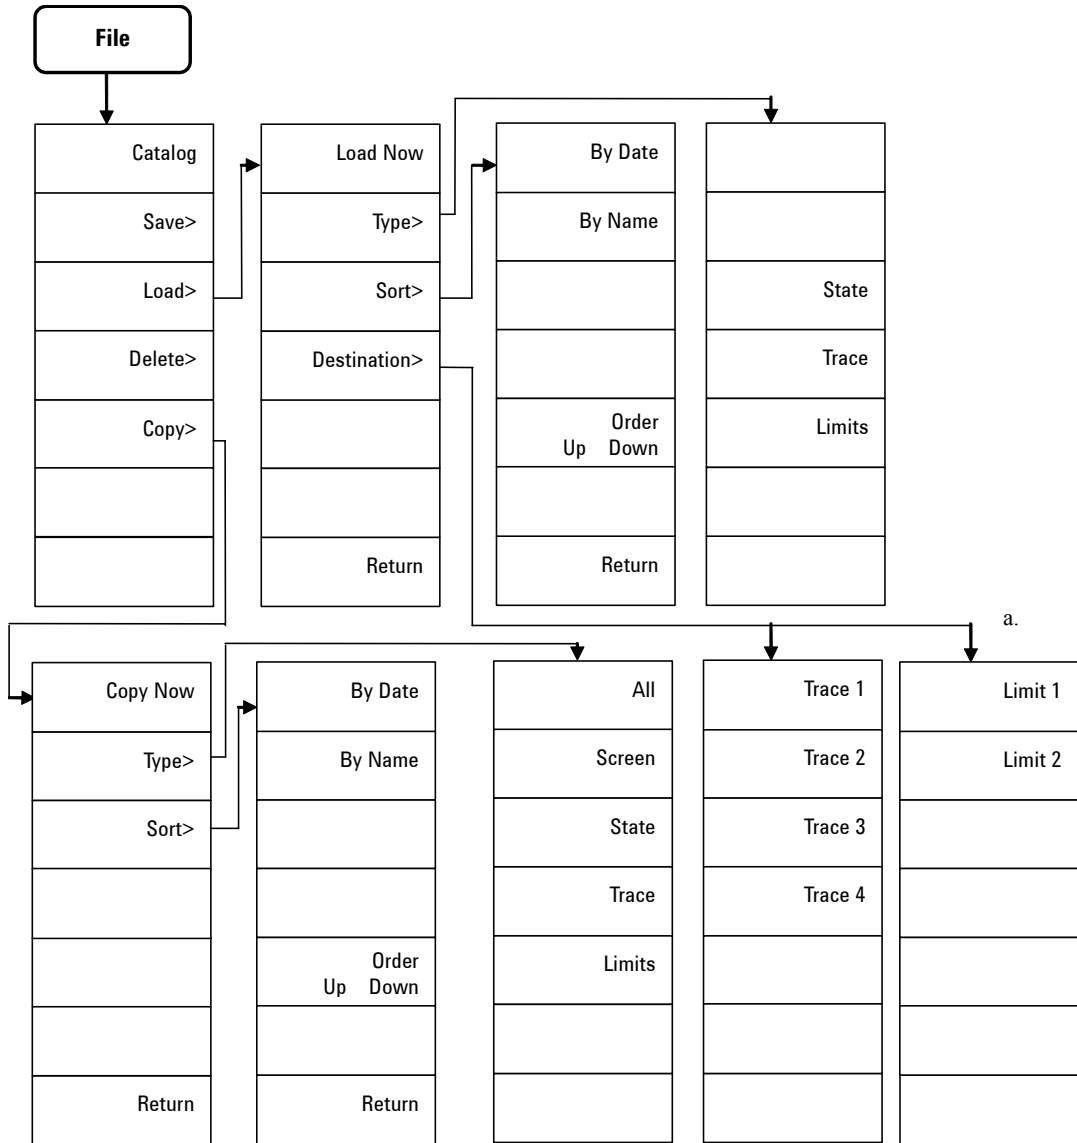 File
Catalog
Save>
Load>
Delete>
Copy>
Load Now
Type>
Sort>
Destination>
Return
By Date
By Name
Order
Up Down
Return
State
Trace
Limits
a.
Copy Now
Type>
Sort>
Return
By Date
By Name
Order
Up Down
Return
All
Screen
State
Trace
Limits
Trace 1
Trace 2
Trace 3
Trace 4
Limit 1
Limit 2